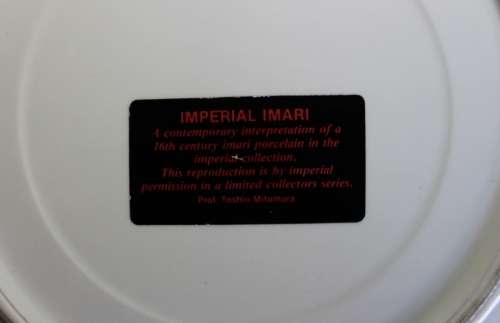 IMPERIAL IMARI
A contemporary interpretation of a
16th century imari porcelain in the
imperial collection.
This reproduction is by imperial
permission in a limited collectors series.
Prof. Toshio Mitamura